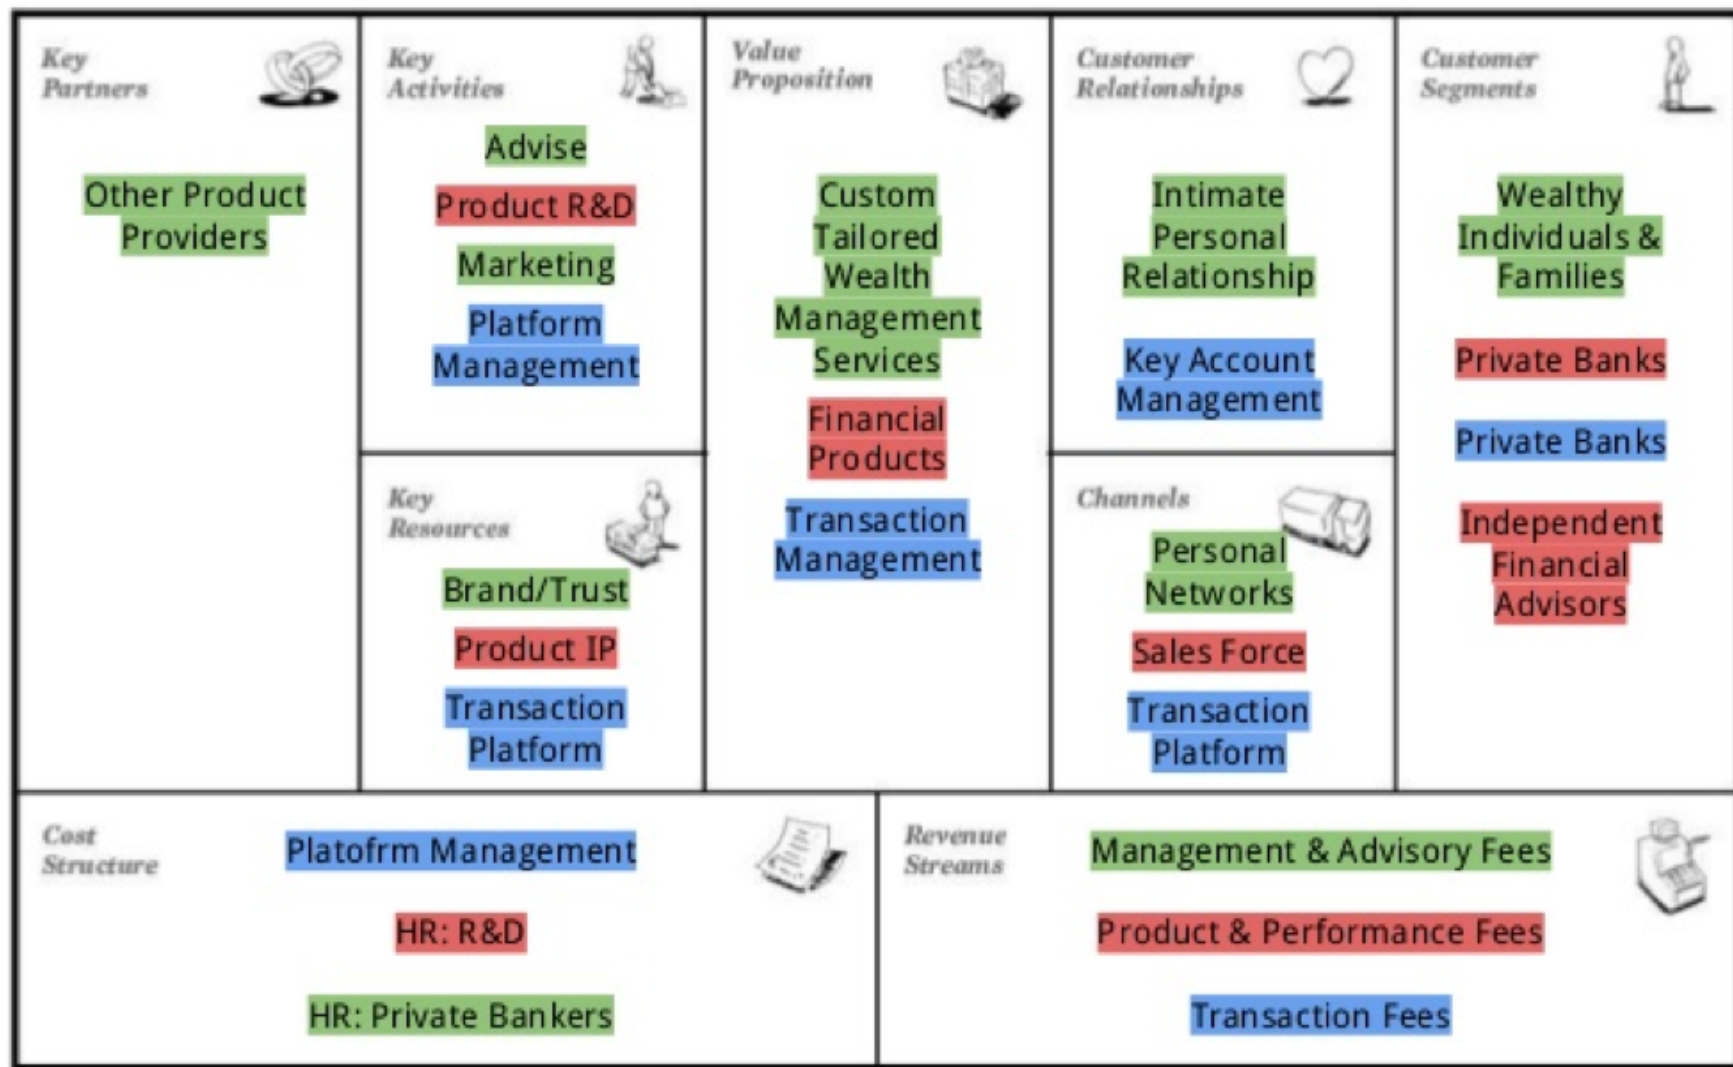 Key
Partners
Other Product
Providers
Key
Activities
Advise
Product R&D
Marketing
Platform
Management
Key
Resources
Brand/Trust
Product IP
Transaction
Platform
Value
Proposition
Custom
Tailored
Wealth
Management
Services
Financial
Products
Transaction
Management
Customer
Relationships
Intimate
Personal
Relationship
Key Account
Management
Channels
Personal
Networks
Sales Force
Transaction
Platform
Customer
Segments
Wealthy
Individuals &
Families
Private Banks
Private Banks
Independent
Financial
Advisors
Cost
Structure
Platofrm Management
HR: R&D
HR: Private Bankers
Revenue
Streams
Management & Advisory Fees
Product & Performance Fees
Transaction Fees